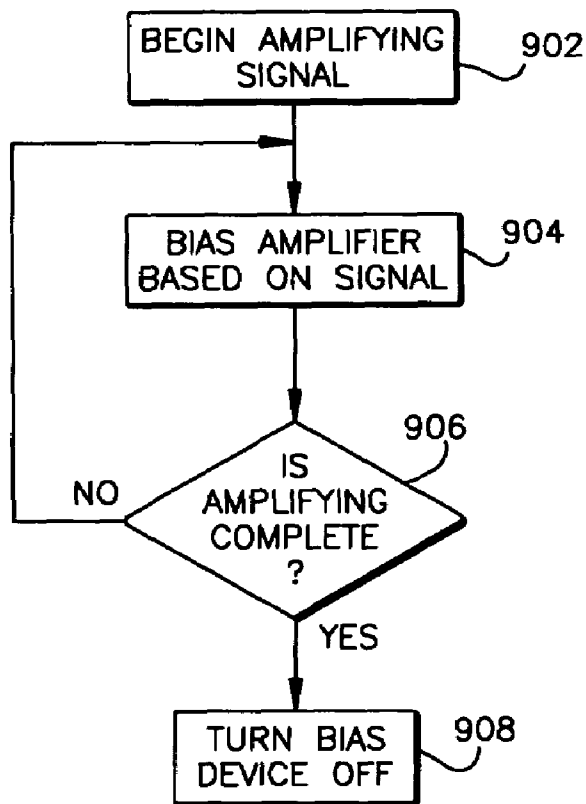 BEGIN AMPLIFYING
SIGNAL
902
BIAS AMPLIFIER
BASED ON SIGNAL
904
906
IS
AMPLIFYING
COMPLETE
?
NO
YES
TURN BIAS
DEVICE OFF
908